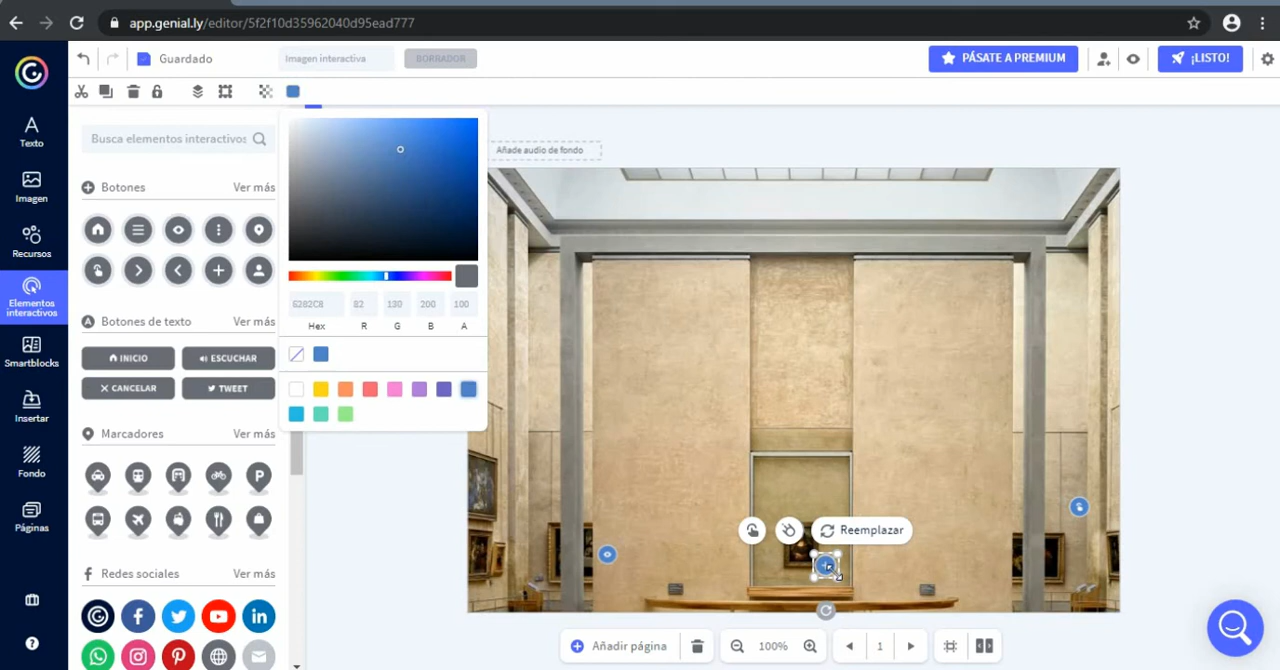 app.genial.ly/editor/5f2f10d35962040d95ead777
Guardado
Imagen interactiva
BORRADOR
PÁSATE A PREMIUM
¡LISTO!
Texto
Imagen
Recursos
Elementos
interactivos
Smartblocks
Insertar
Fondo
Páginas
Busca elementos interactivos
Botones
Ver más
Botones de texto
Ver más
INICIO
ESCUCHAR
CANCELAR
TWEET
Marcadores
Ver más
P
Redes sociales
Ver más
5282C8
82
130
200
100
Hex
R
G
B
A
Añade audio de fondo
Reemplazar
Añadir página
100%
1